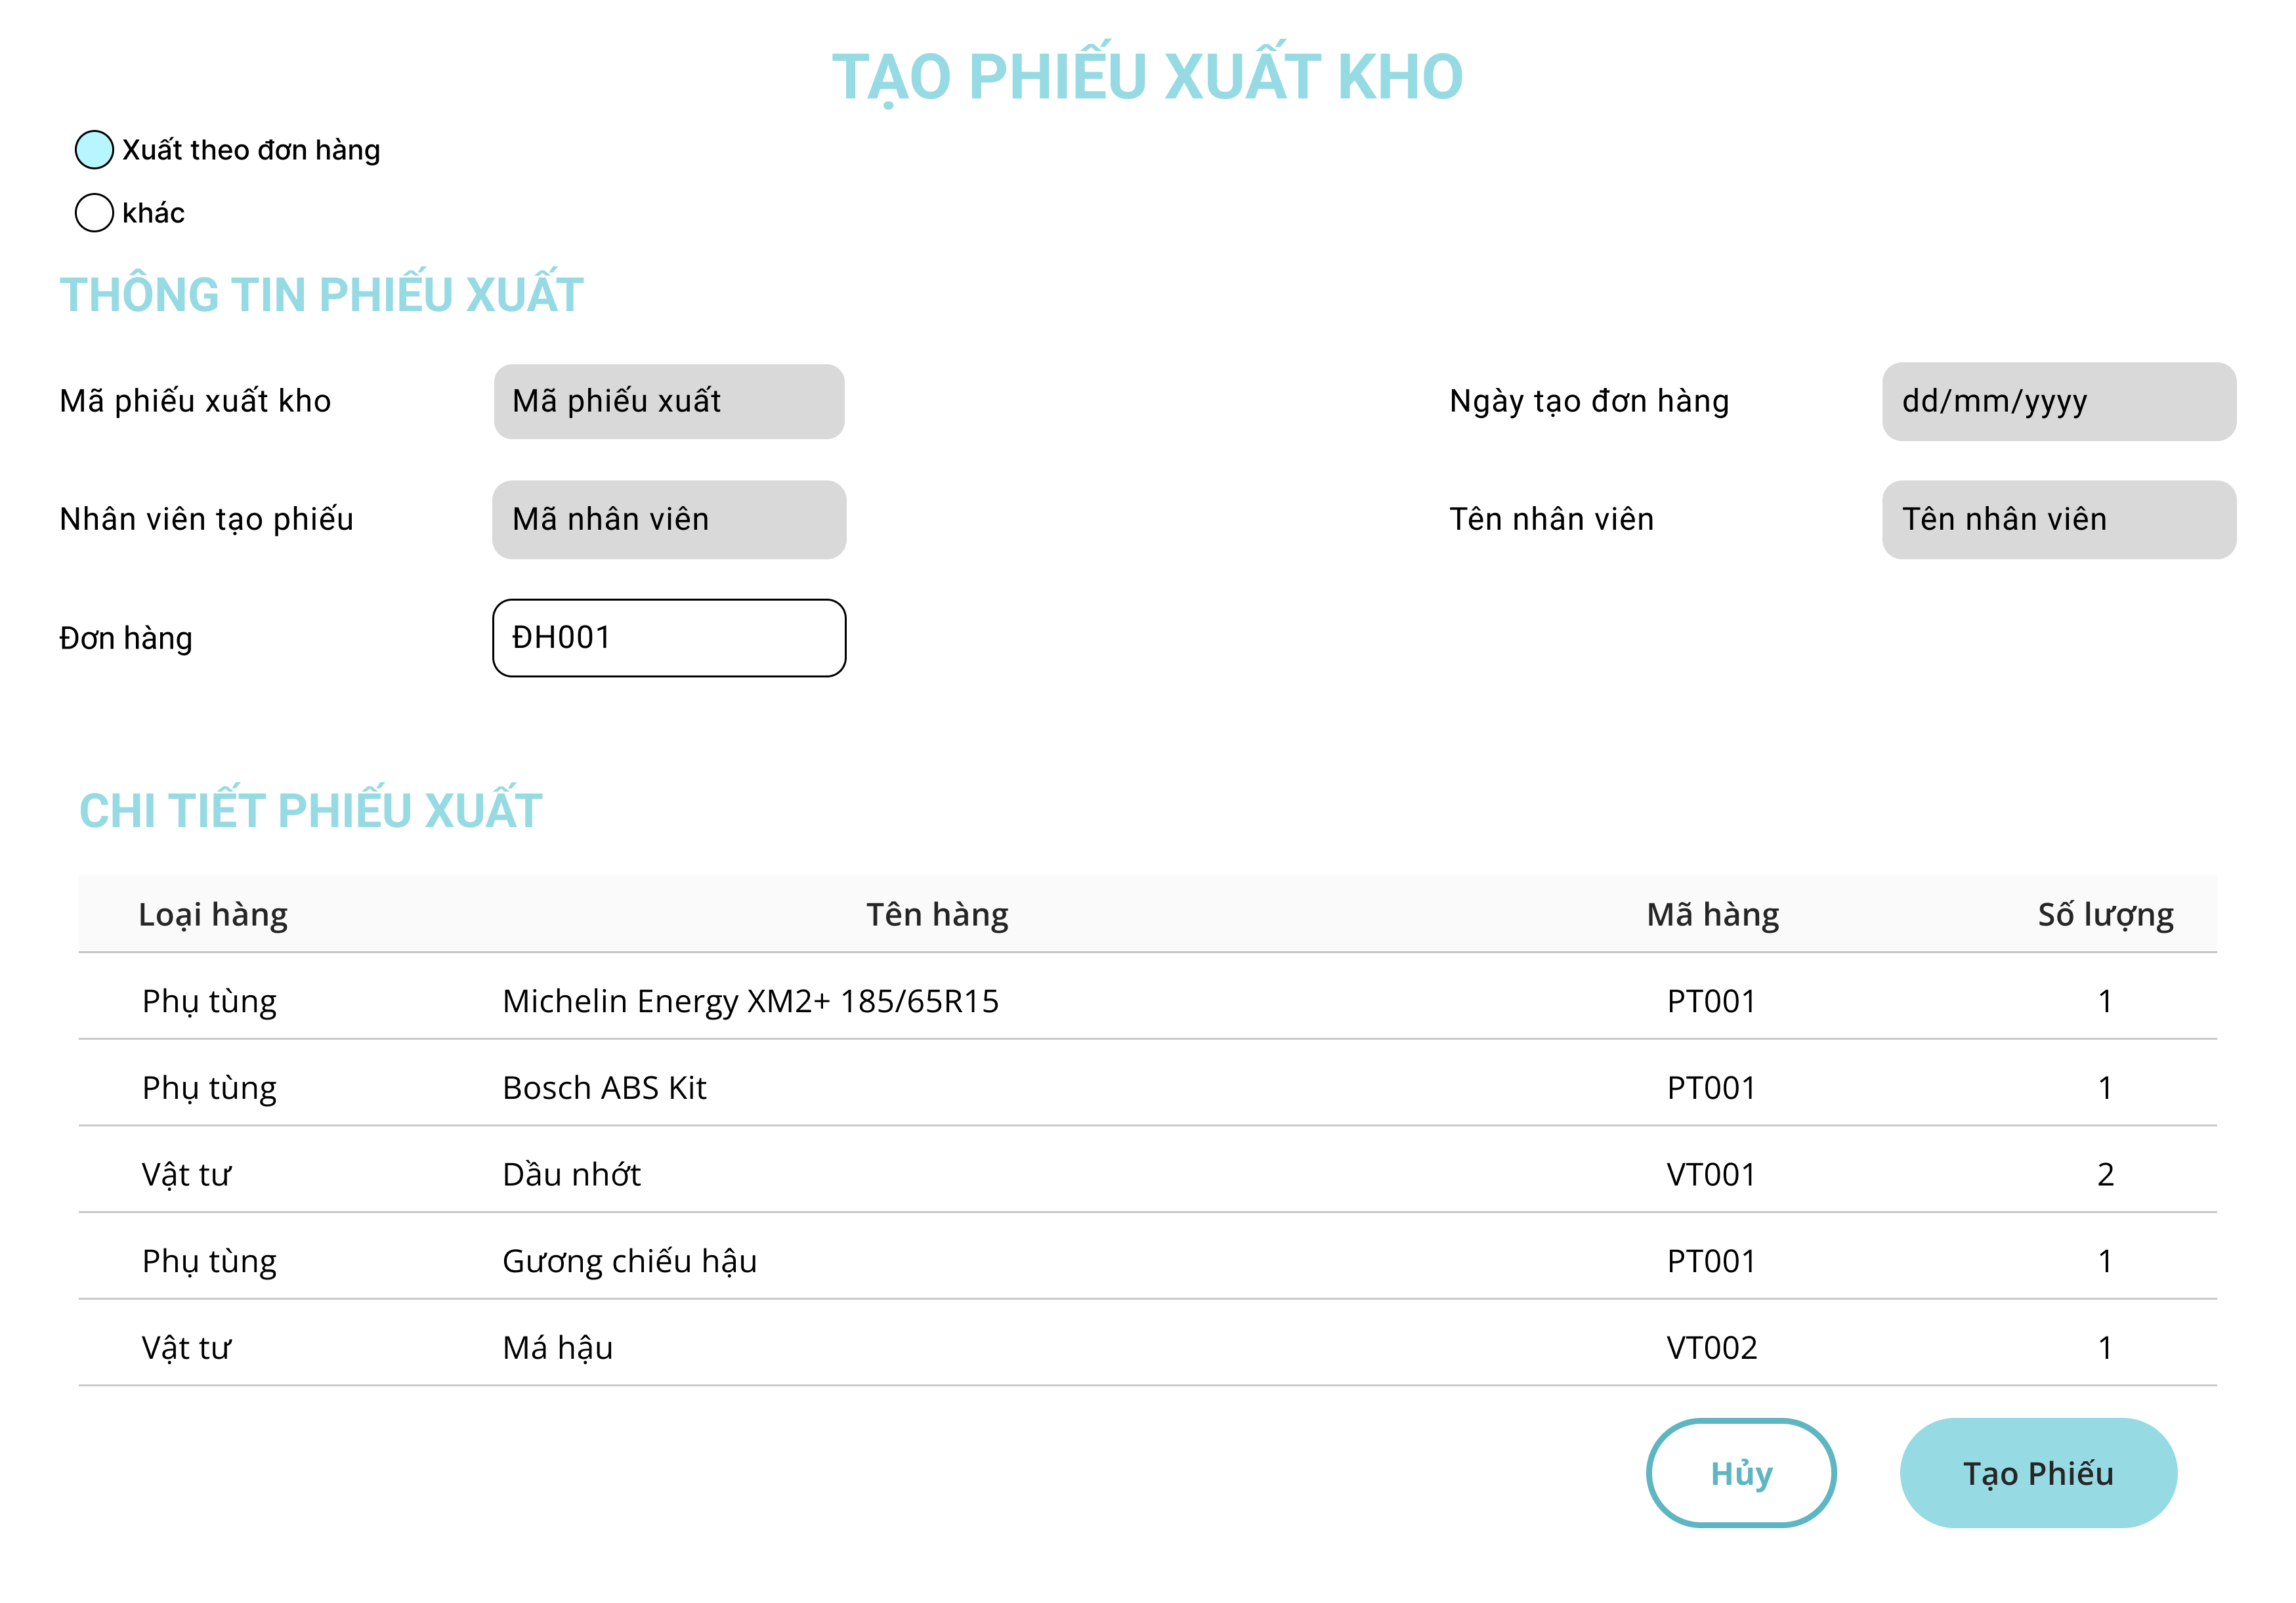 TẠO PHIẾU XUẤT KHO
Xuất theo đơn hàng
khác
THÔNG TIN PHIẾU XUẤT
Mã phiếu xuất kho Mã phiếu xuất Ngày tạo đơn hàng dd/mm/yyyy
Nhân viên tạo phiếu Mã nhân viên Tên nhân viên Tên nhân viên
Đơn hàng ĐH001
CHI TIẾT PHIẾU XUẤT
Loại hàng Tên hàng Mã hàng Số lượng
Phụ tùng Michelin Energy XM2+ 185/65R15 PT001 1
Phụ tùng Bosch ABS Kit PT001 1
Vật tư Dầu nhớt VT001 2
Phụ tùng Gương chiếu hậu PT001 1
Vật tư Má hậu VT002 1
Hủy Tạo Phiếu